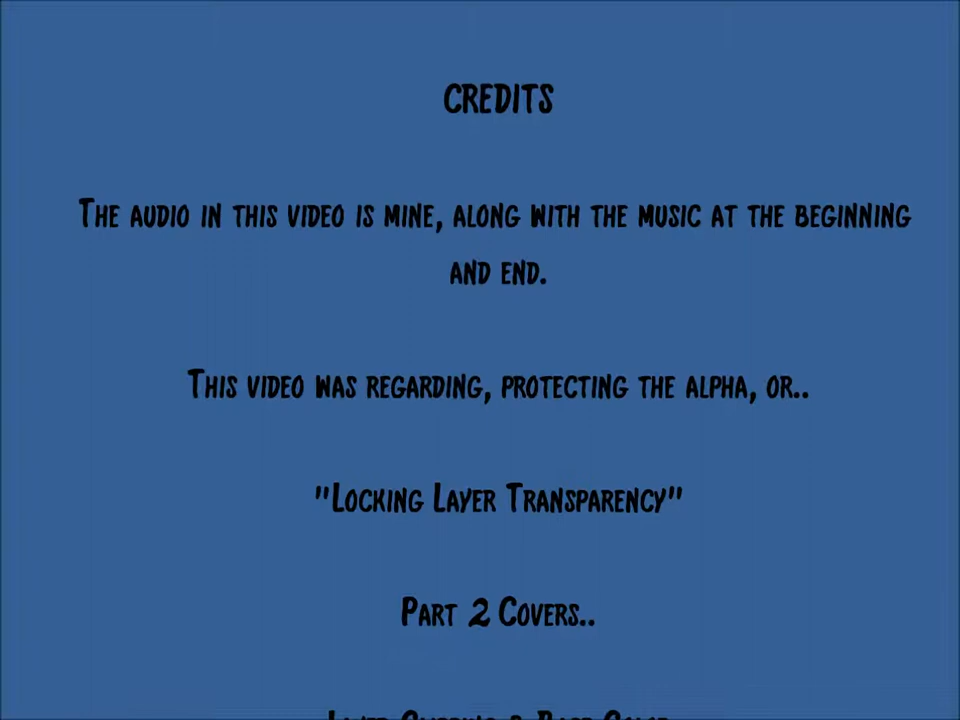 CREDITS
The audio in this video is mine, along with the music at the beginning
and end.
This video was regarding, protecting the alpha, or..
"Locking Layer Transparency"
Part 2 Covers..